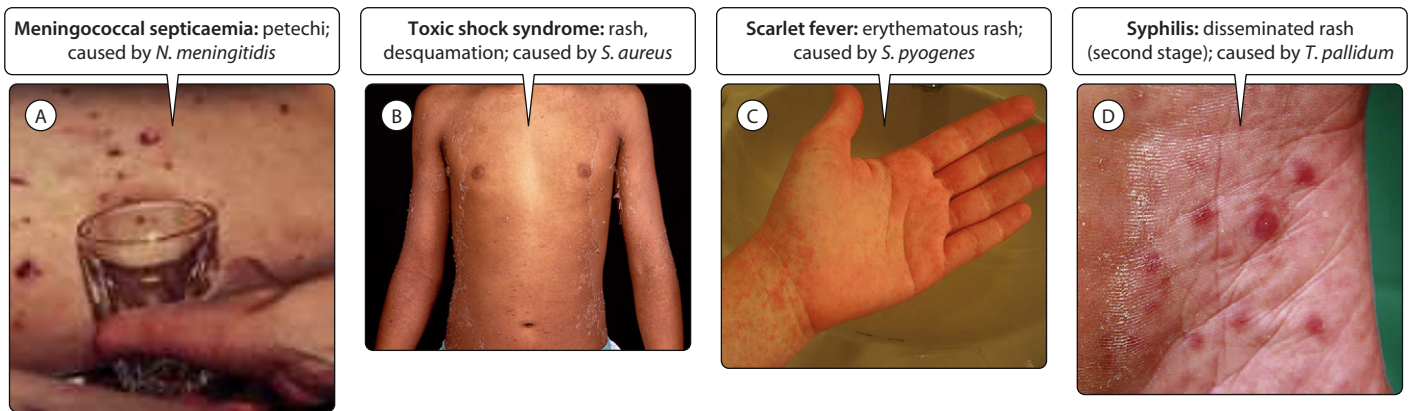 Meningococcal septicaemia: petechi;
caused by N. meningitidis
Toxic shock syndrome: rash,
desquamation; caused by S. aureus
Scarlet fever: erythematous rash;
caused by S. pyogenes
Syphilis: disseminated rash
(second stage); caused by T. pallidum
A
B
C
D